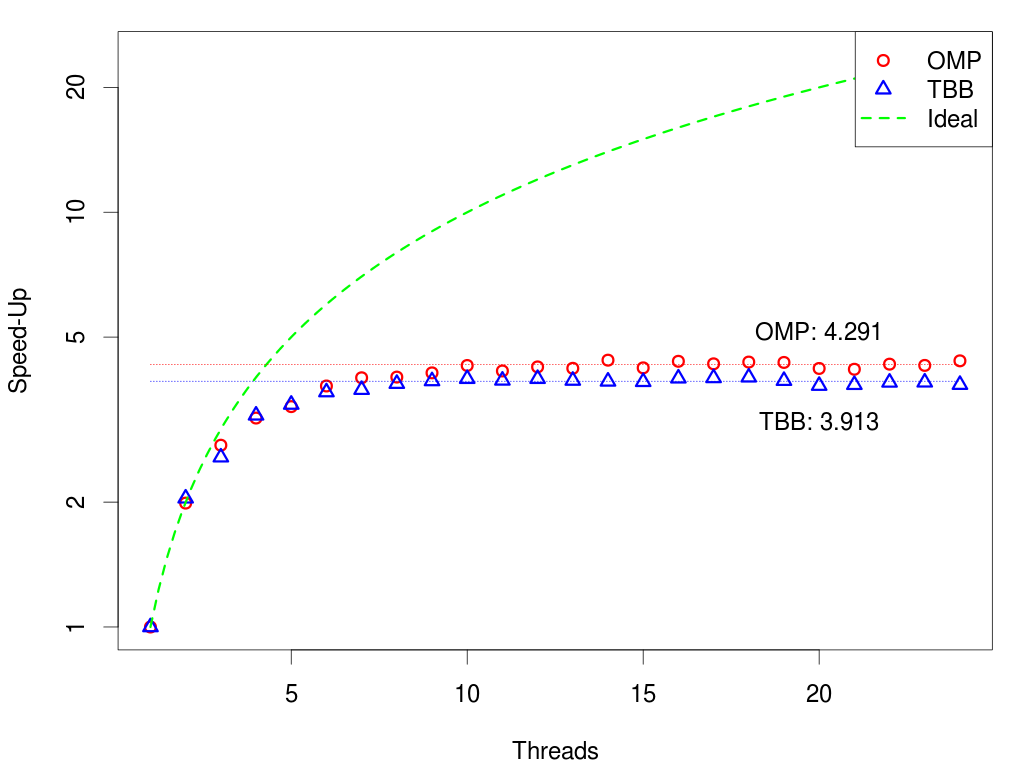 OMP
TBB
Ideal
20
10
5
2
1
Speed-Up
OMP: 4.291
TBB: 3.913
5
10
15
20
Threads